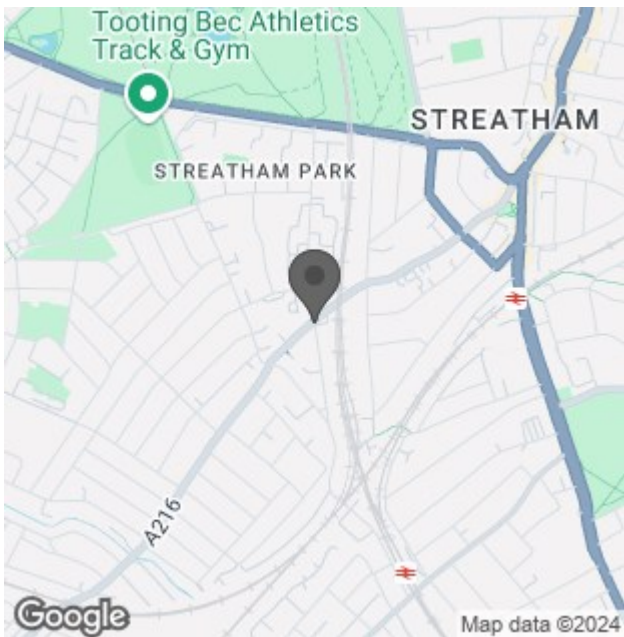 Tooting Bec Athletics
Track & Gym
STREATHAM
STREATHAM PARK
A216
Google
Map data ©2024